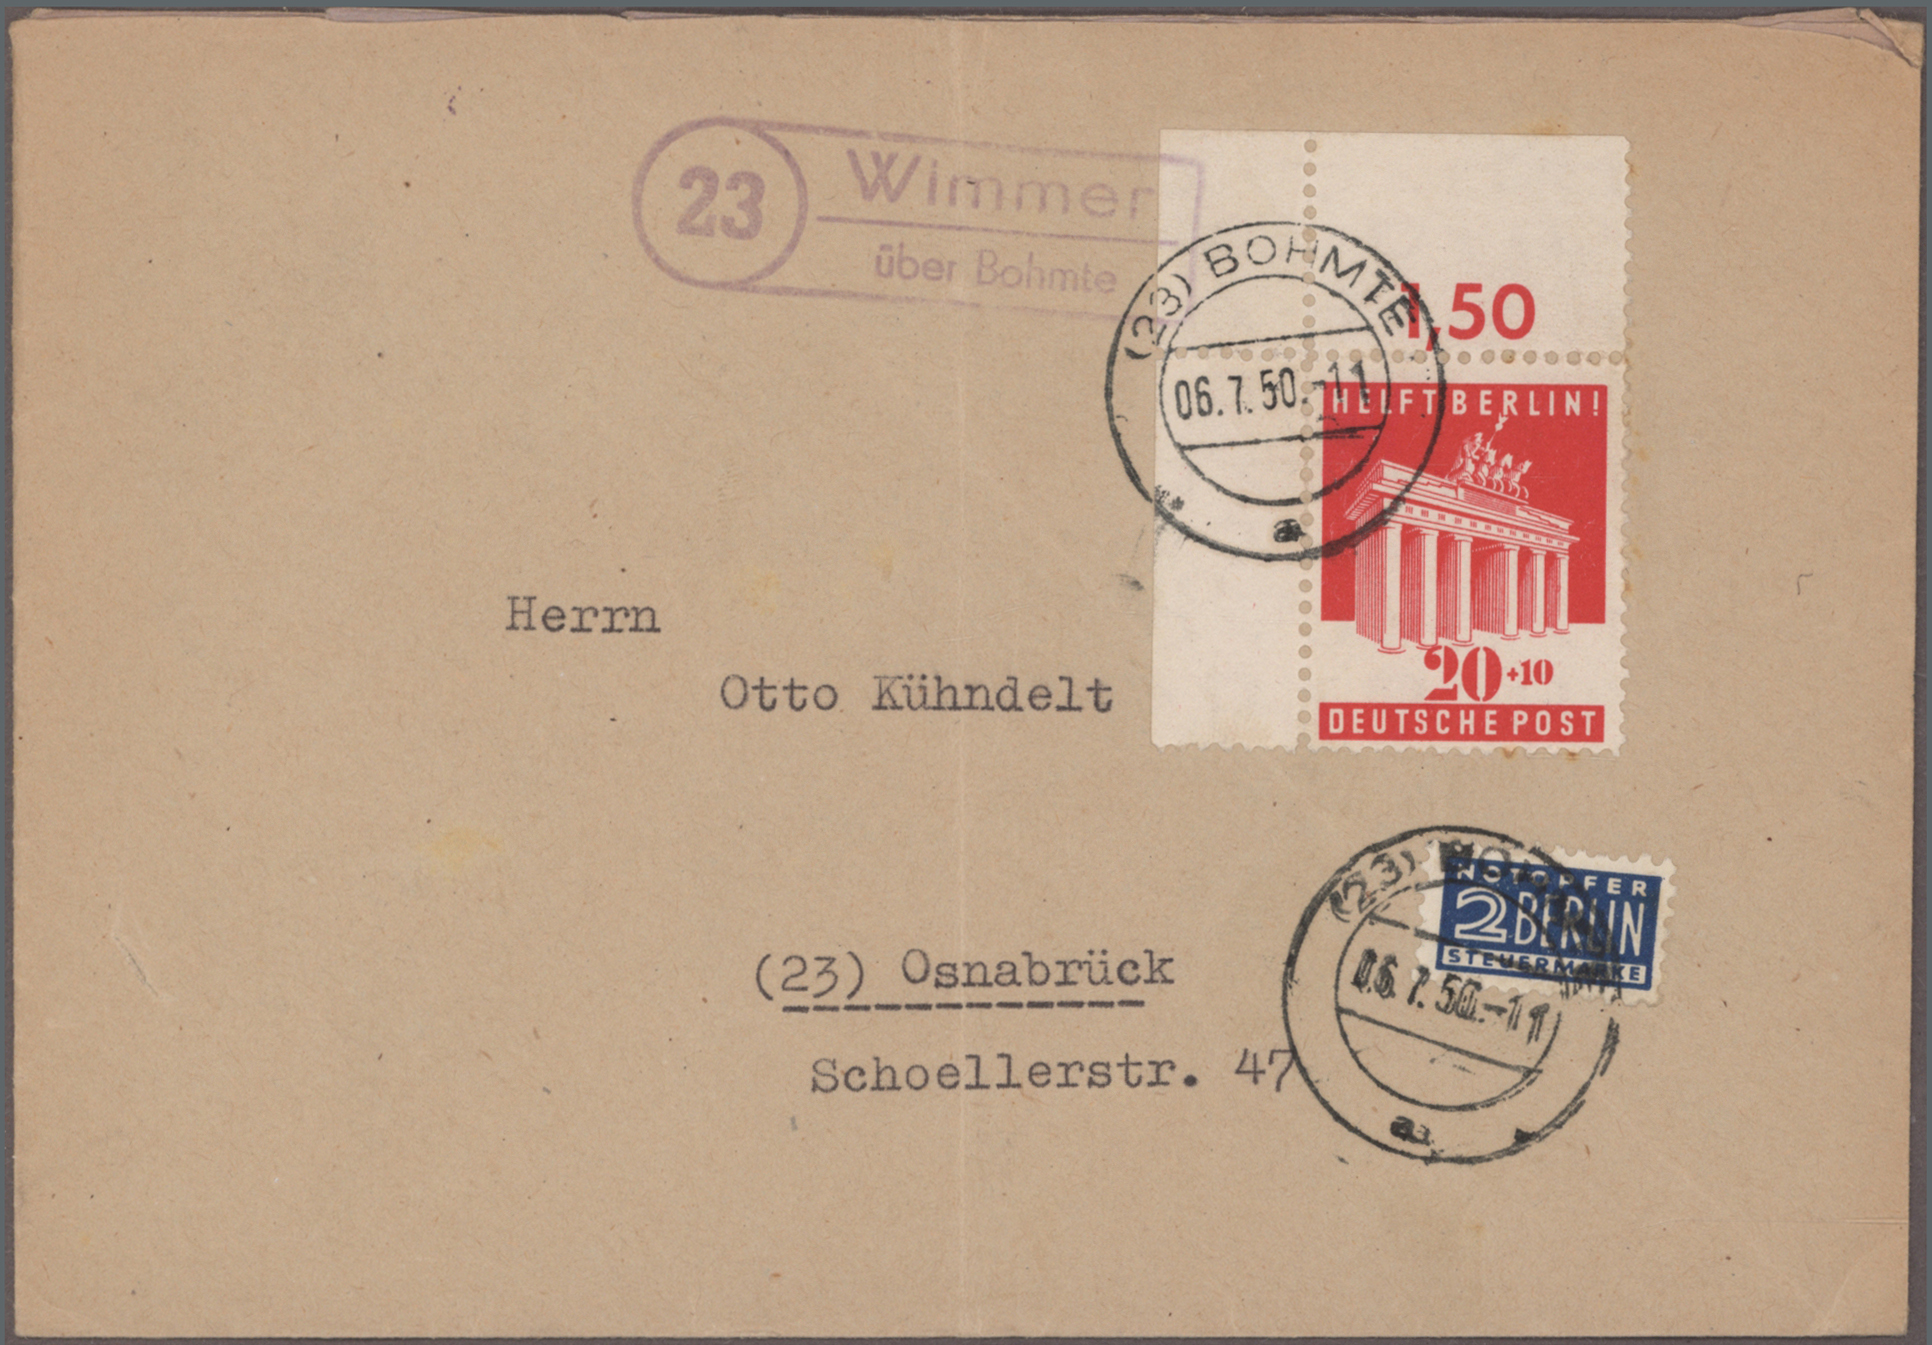 23
Wimmer
über Bohmte
(23) BOHMTE
06.7.50.-11
a
1,50
HELFT BERLIN!
20+10
DEUTSCHE POST
Herrn
Otto Kühndelt
(23) Osnabrück
Schoellerstr. 47
NOTOPFER
2 BERLIN
STEUERMARKE
(23)
06.7.50.-11
a